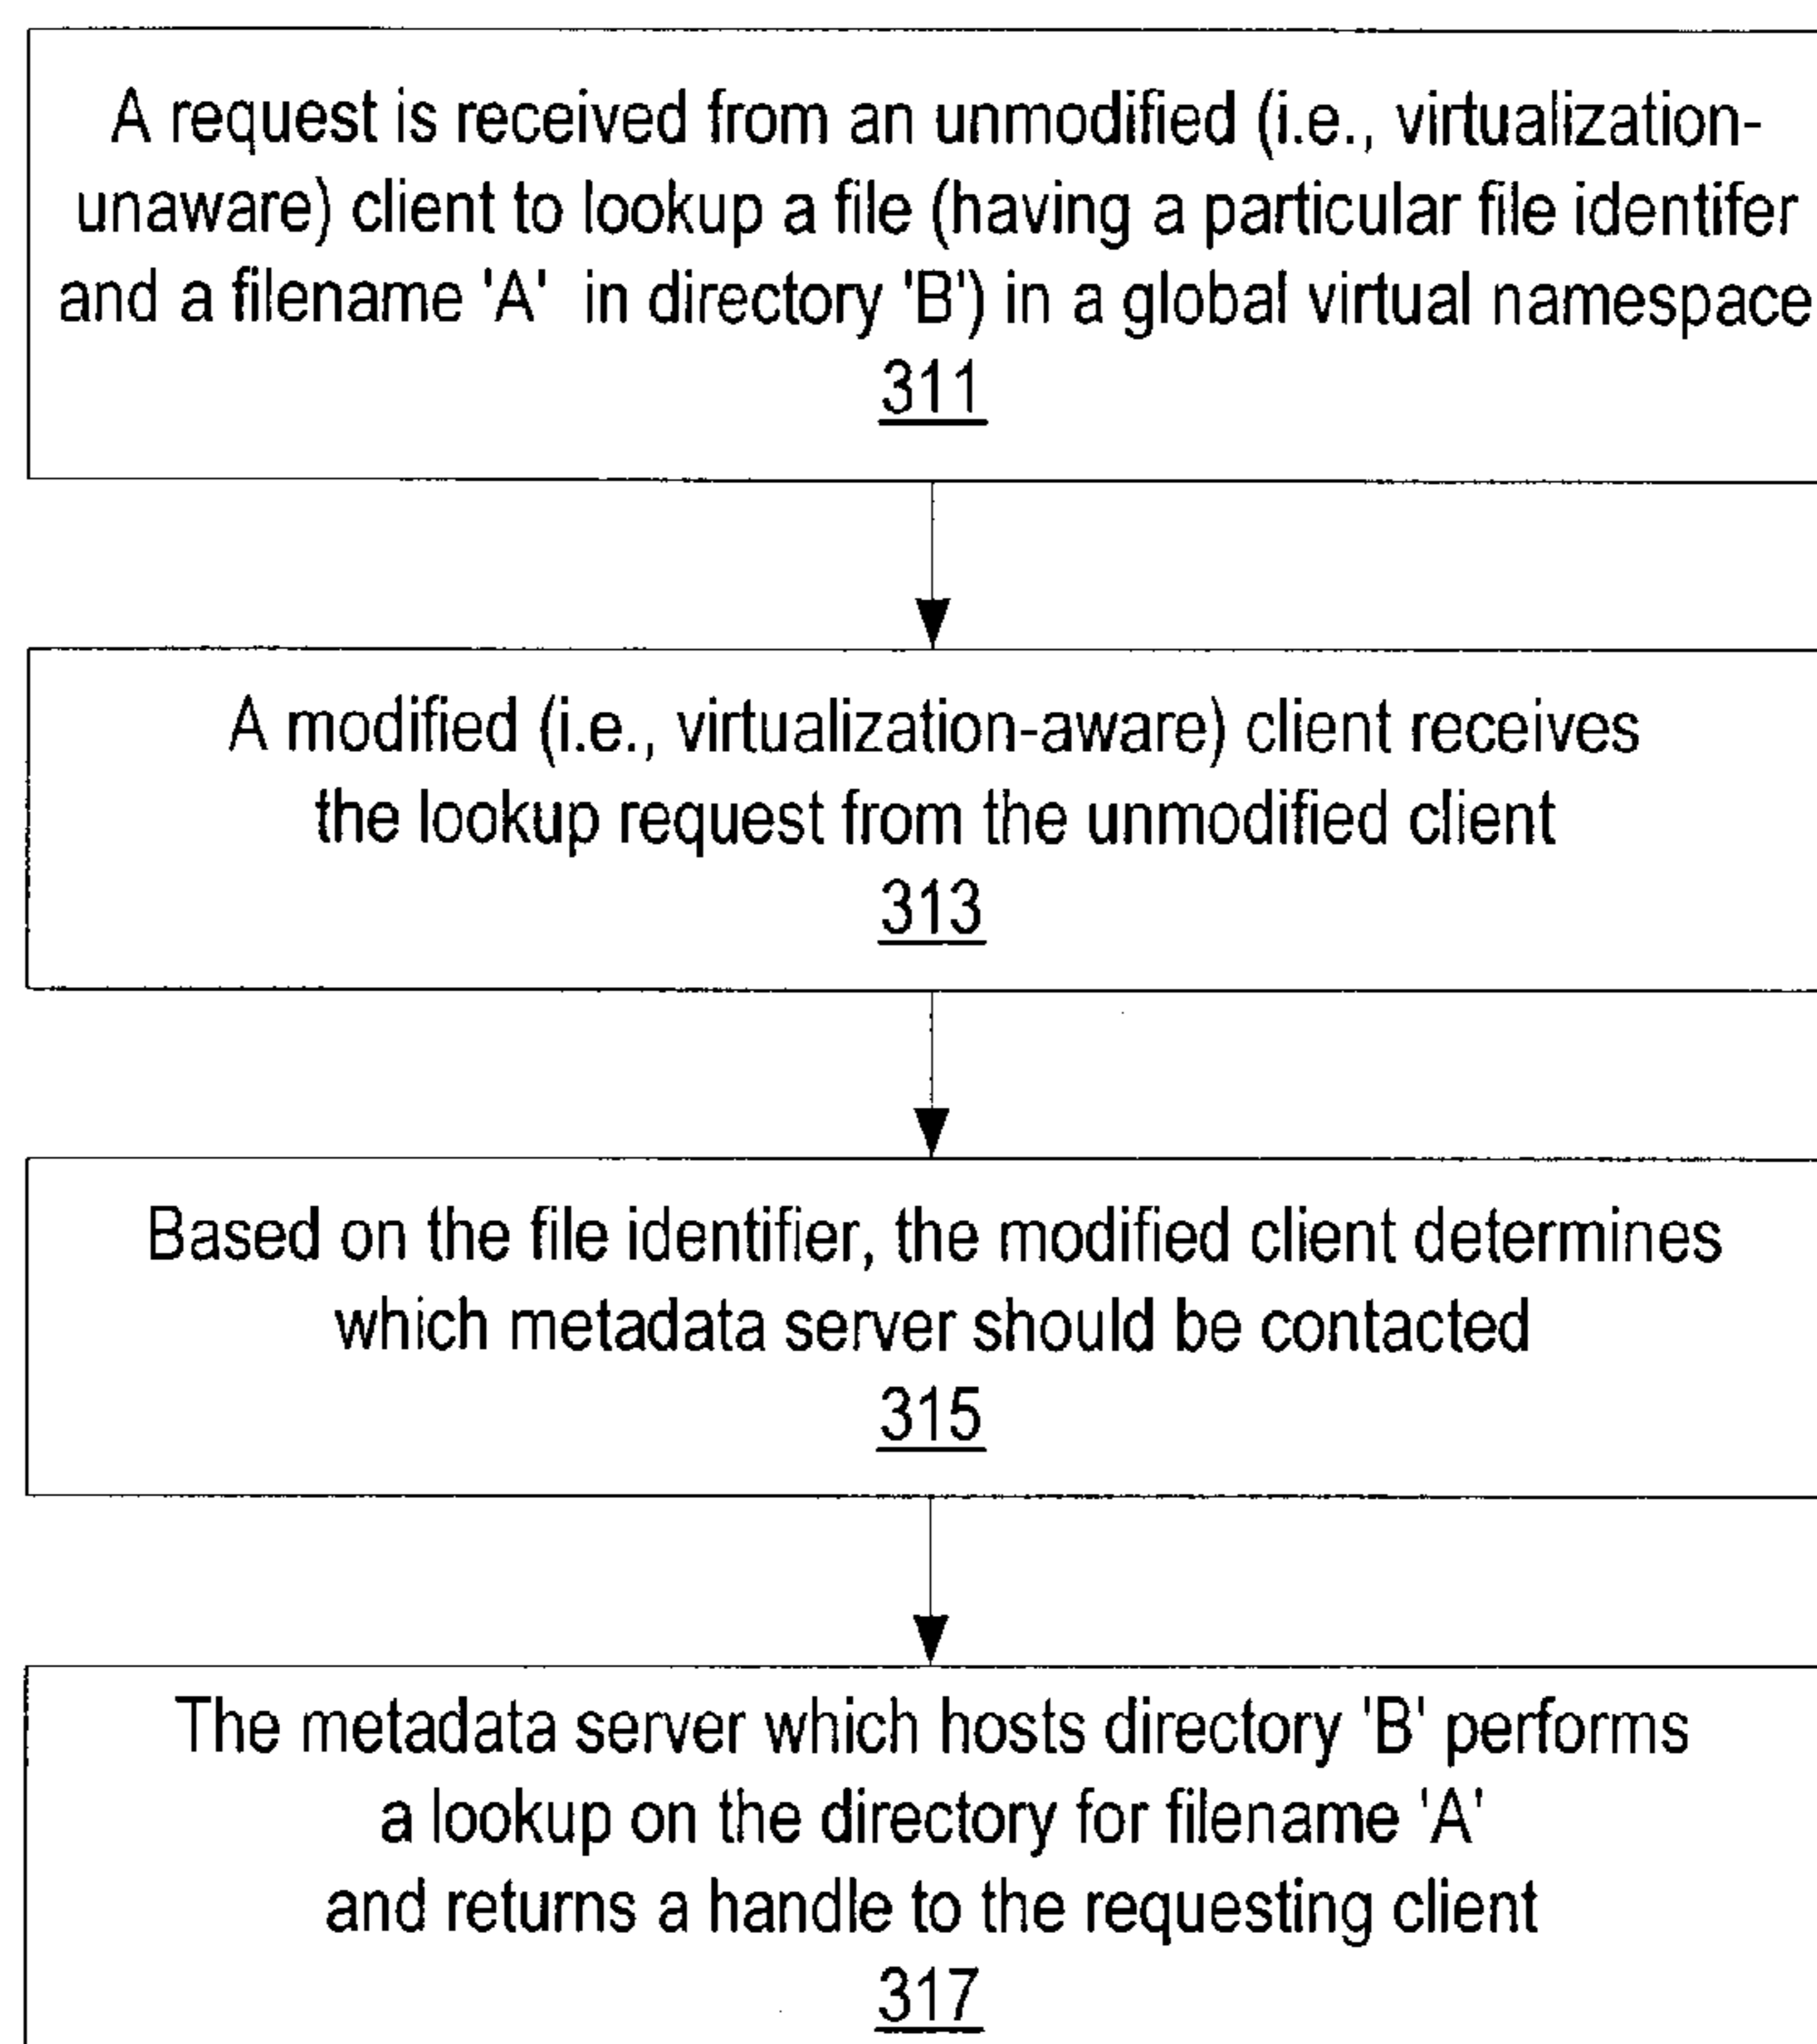 A request is received from an unmodified (i.e., virtualization-
unaware) client to lookup a file (having a particular file identifer
and a filename 'A' in directory 'B') in a global virtual namespace
311
A modified (i.e., virtualization-aware) client receives
the lookup request from the unmodified client
313
Based on the file identifier, the modified client determines
which metadata server should be contacted
315
The metadata server which hosts directory 'B' performs
a lookup on the directory for filename 'A'
and returns a handle to the requesting client
317